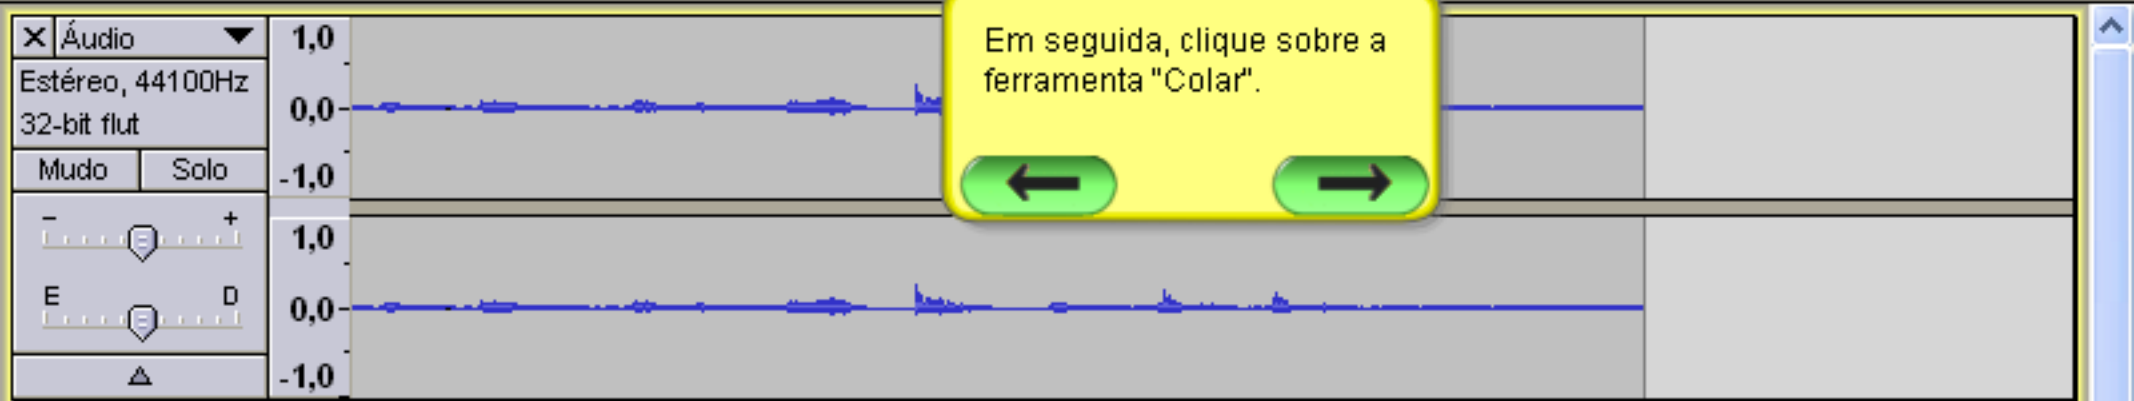 Áudio
Estéreo, 44100Hz
32-bit flut
Mudo Solo
- +
E D
1,0
0,0
-1,0
1,0
0,0
-1,0
Em seguida, clique sobre a
ferramenta "Colar".